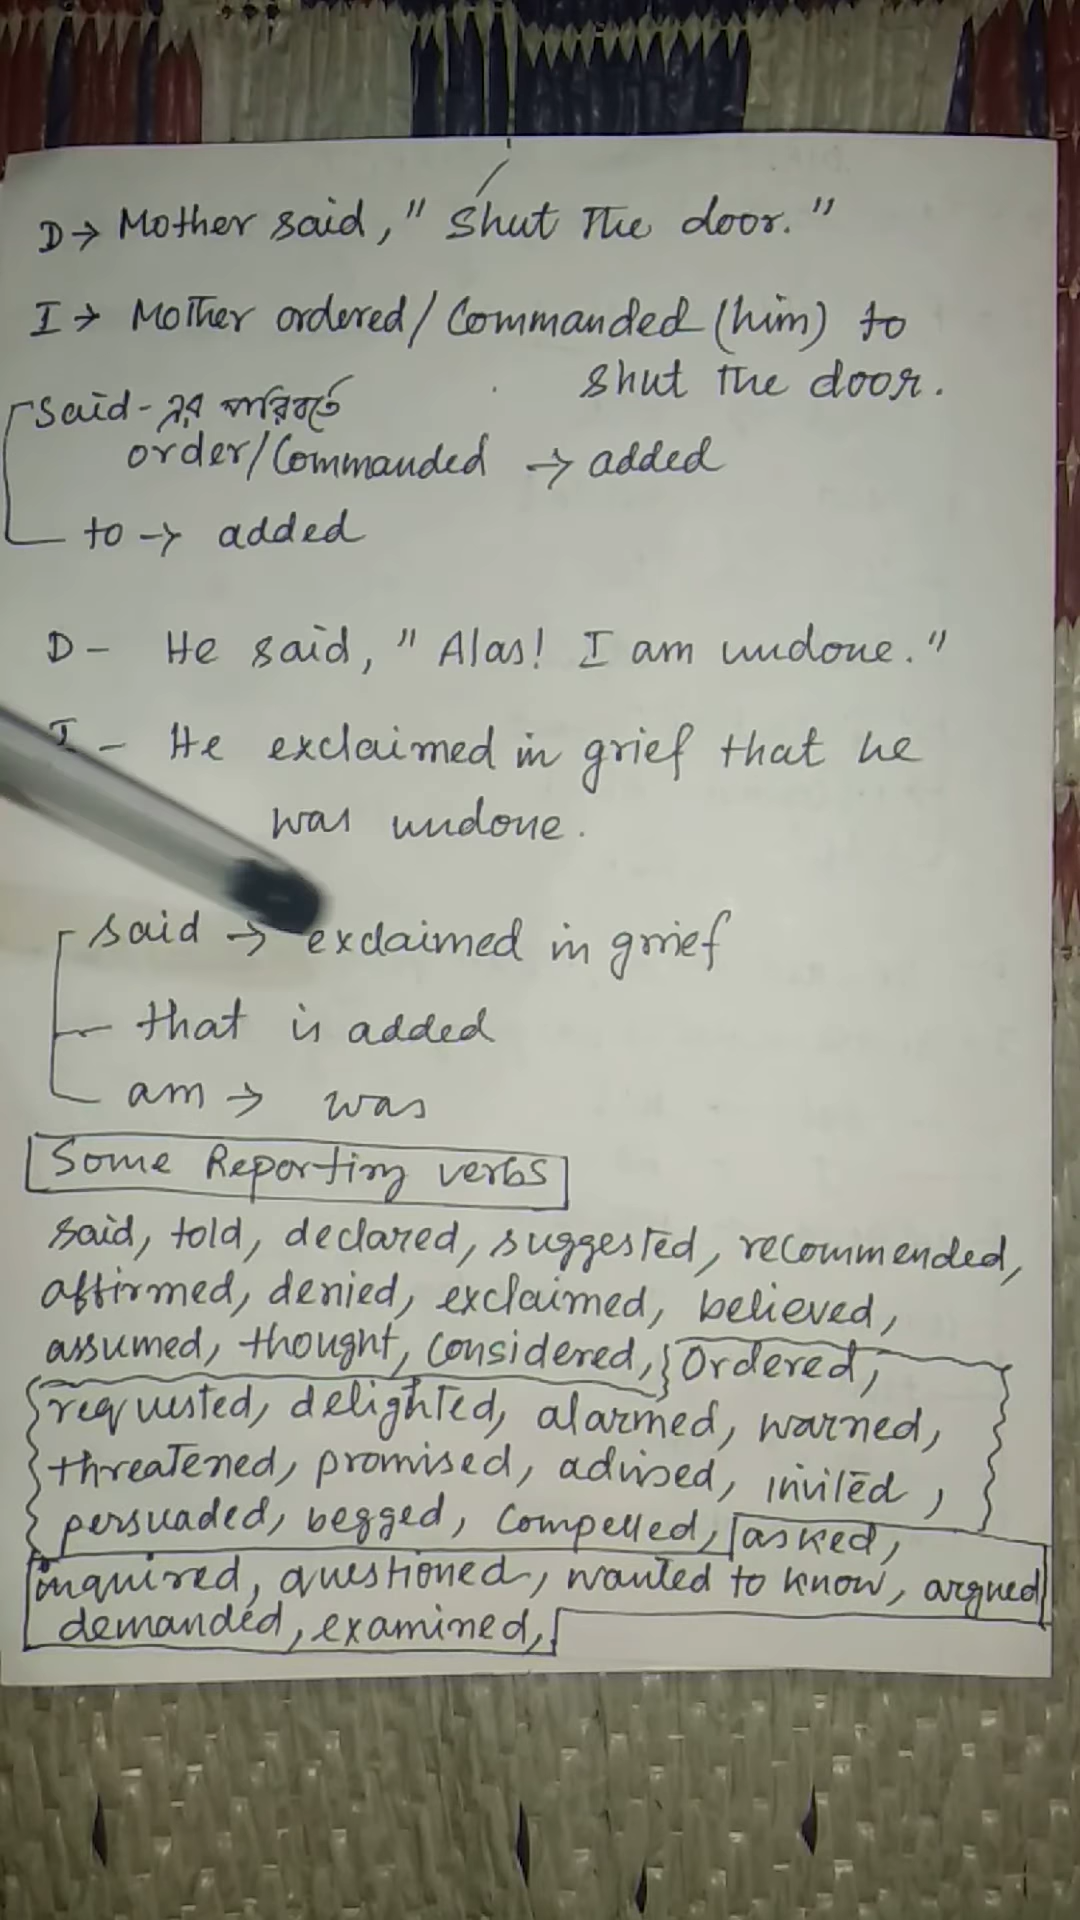 D→ Mother said, "Shut The door."
I→ Mother ordered/Commanded (him) to
shut The door.
said-এর পরিবর্তে
order/Commanded → added
to → added
D- He said, "Alas! I am undone."
I - He exclaimed in grief that he
was undone.
said → exclaimed in grief
that is added
am → was
Some Reporting verbs
said, told, declared, suggested, recommended,
affirmed, denied, exclaimed, believed,
assumed, thought, considered, Ordered,
requested, delighted, alarmed, warned,
threatened, promised, advised, invited,
persuaded, begged, compelled, asked,
inquired, questioned, wanted to know, argued
demanded, examined,